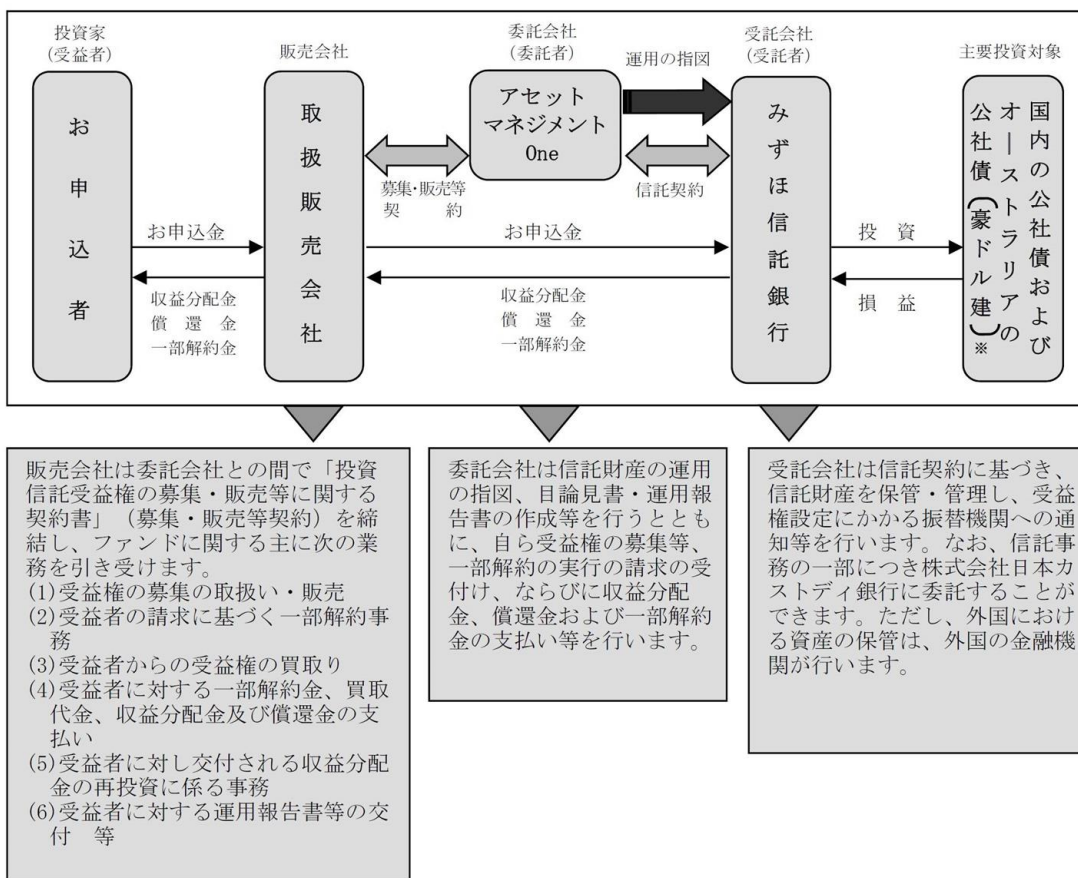 投資家
(受益者)
お申込者
販売会社
取扱販売会社
委託会社
(委託者)
アセット
マネジメント
One
運用の指図
受託会社
(受託者)
みずほ信託銀行
主要投資対象
国内の公社債および
オーストラリアの
公社債(豪ドル建)※
募集・販売等
契　　約
信託契約
お申込金
お申込金
投　資
収益分配金
償　還　金
一部解約金
収益分配金
償　還　金
一部解約金
損　益
販売会社は委託会社との間で「投資
信託受益権の募集・販売等に関する
契約書」（募集・販売等契約）を締
結し、ファンドに関する主に次の業
務を引き受けます。
(1)受益権の募集の取扱い・販売
(2)受益者の請求に基づく一部解約事
務
(3)受益者からの受益権の買取り
(4)受益者に対する一部解約金、買取
代金、収益分配金及び償還金の支
払い
(5)受益者に対し交付される収益分配
金の再投資に係る事務
(6)受益者に対する運用報告書等の交
付　等
委託会社は信託財産の運用
の指図、目論見書・運用報
告書の作成等を行うととも
に、自ら受益権の募集等、
一部解約の実行の請求の受
付け、ならびに収益分配
金、償還金および一部解約
金の支払い等を行います。
受託会社は信託契約に基づき、
信託財産を保管・管理し、受益
権設定にかかる振替機関への通
知等を行います。なお、信託事
務の一部につき株式会社日本カ
ストディ銀行に委託することが
できます。ただし、外国におけ
る資産の保管は、外国の金融機
関が行います。